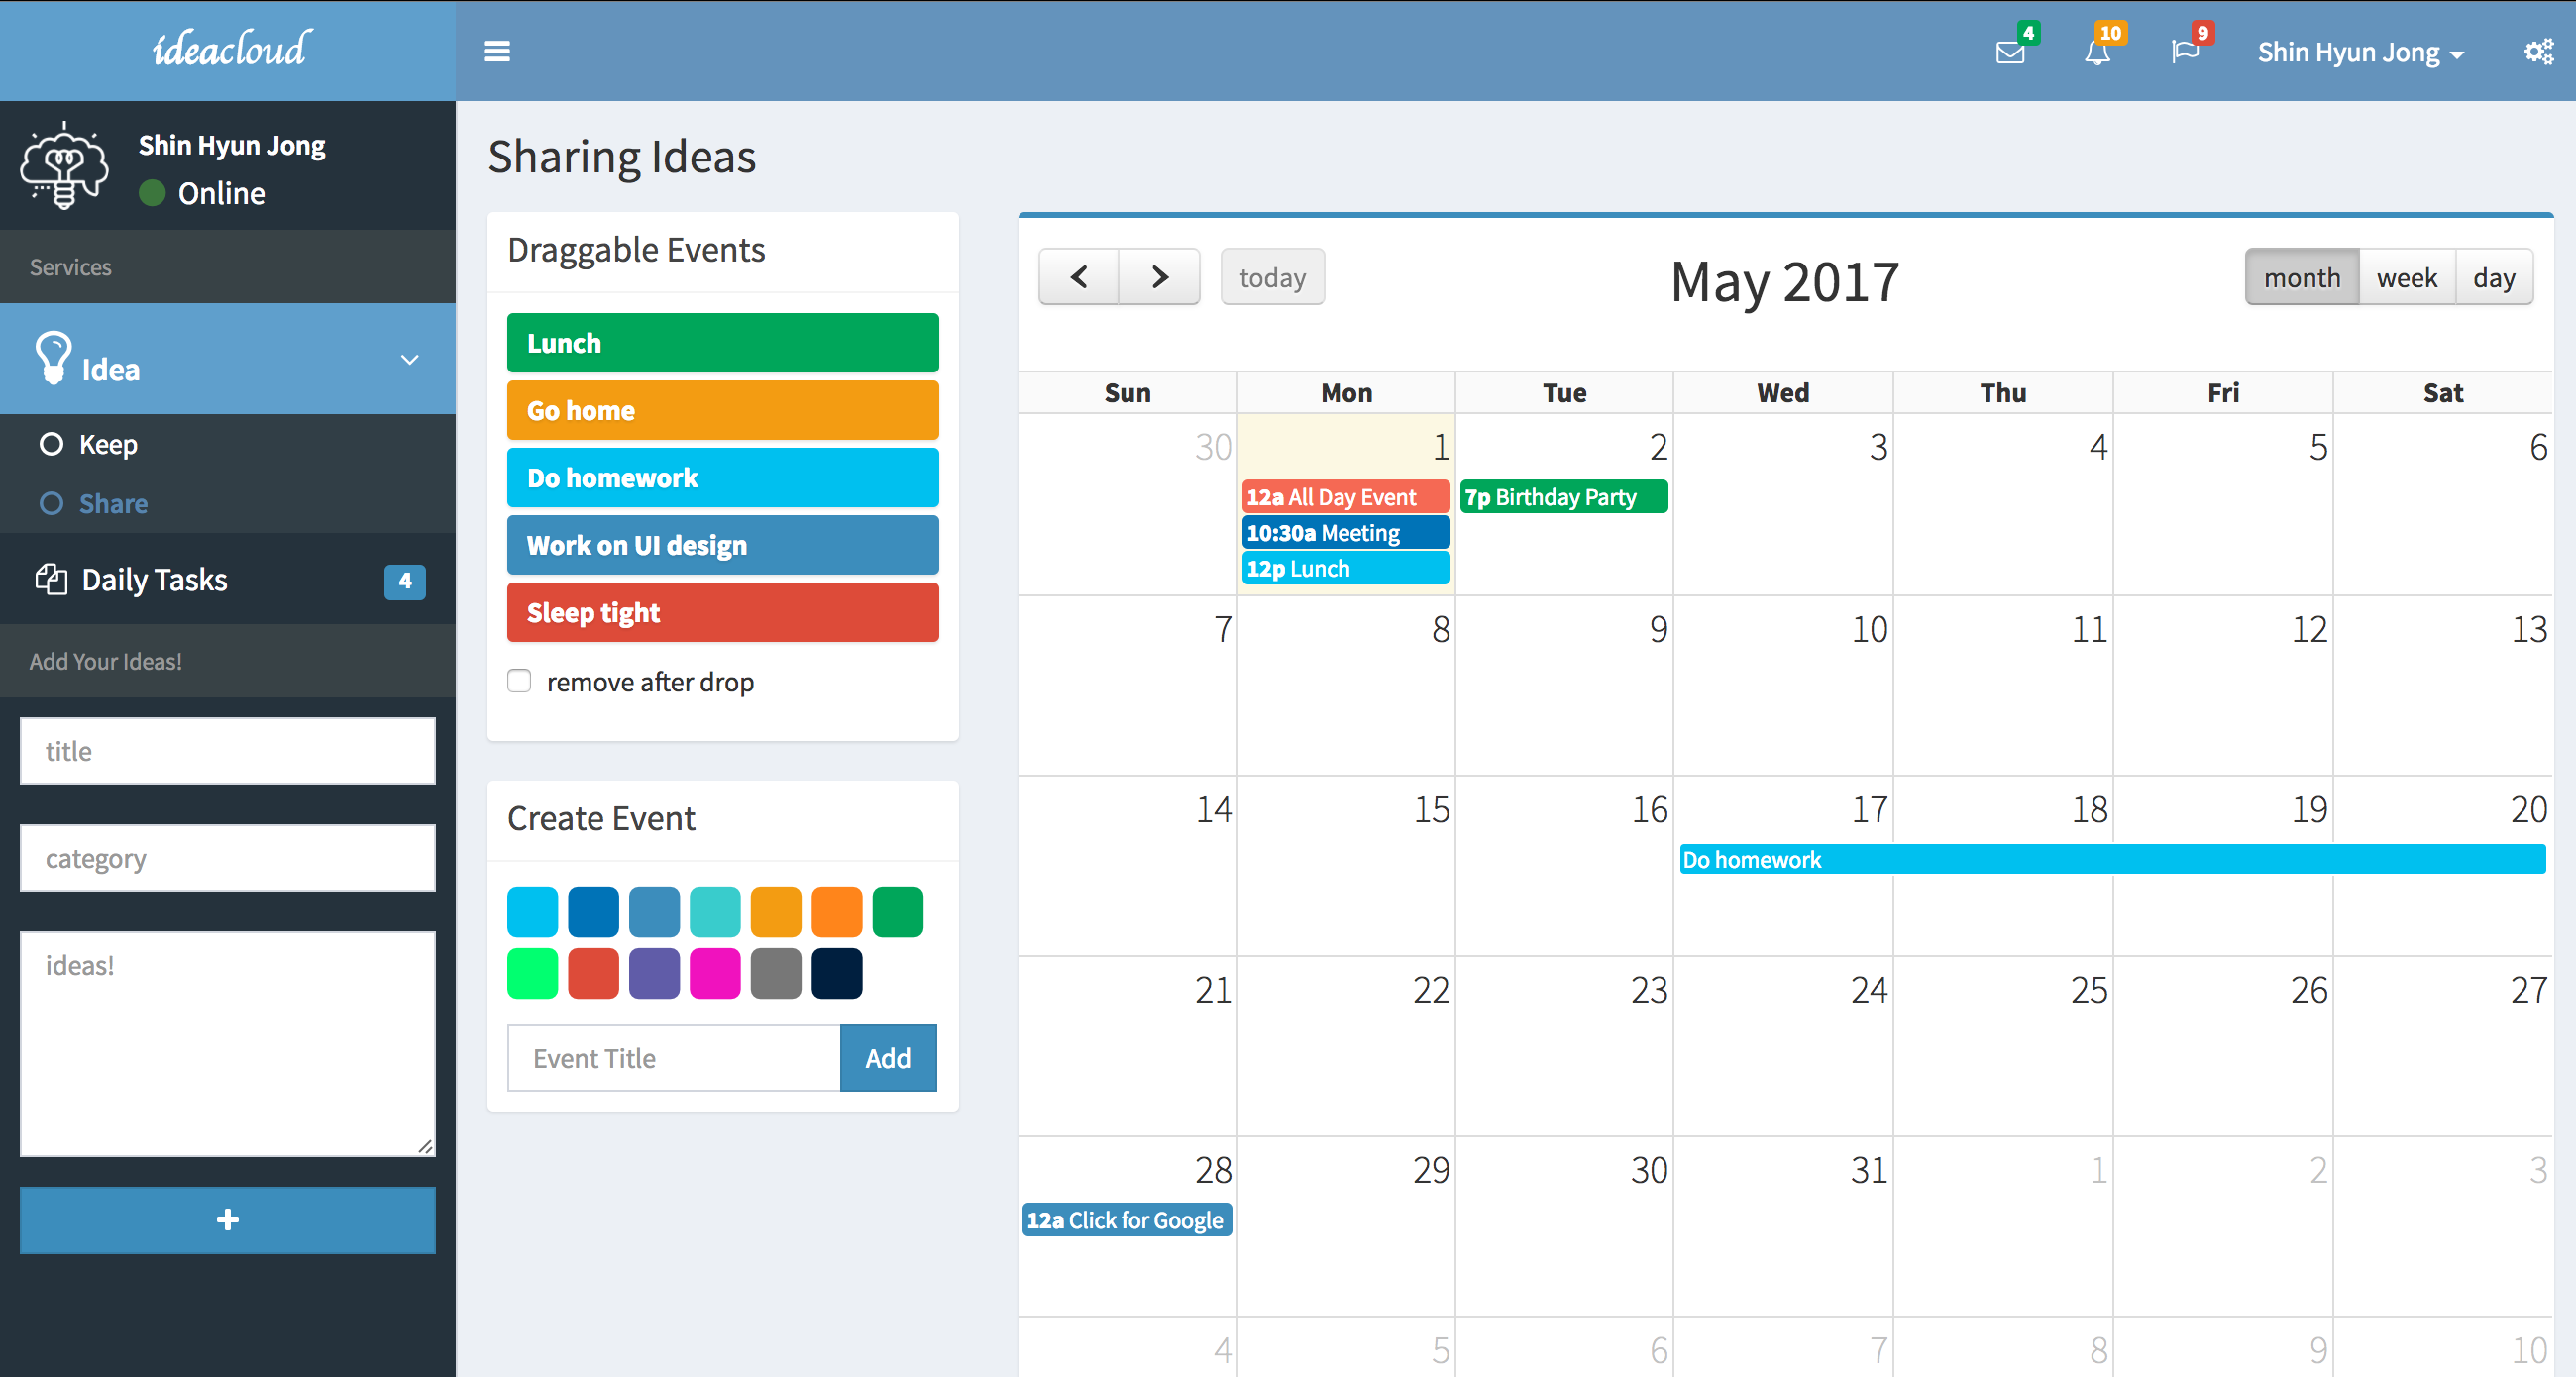 ideacloud
4
10
9
Shin Hyun Jong
Shin Hyun Jong
Online
Services
Idea
Keep
Share
Daily Tasks 4
Add Your Ideas!
title
category
ideas!
+
Sharing Ideas
Draggable Events
Lunch
Go home
Do homework
Work on UI design
Sleep tight
remove after drop
Create Event
Event Title Add
today May 2017 month week day
Sun Mon Tue Wed Thu Fri Sat
30 1 2 3 4 5 6
12a All Day Event 7p Birthday Party
10:30a Meeting
12p Lunch
7 8 9 10 11 12 13
14 15 16 17 18 19 20
Do homework
21 22 23 24 25 26 27
28 29 30 31 1 2 3
12a Click for Google
4 5 6 7 8 9 10